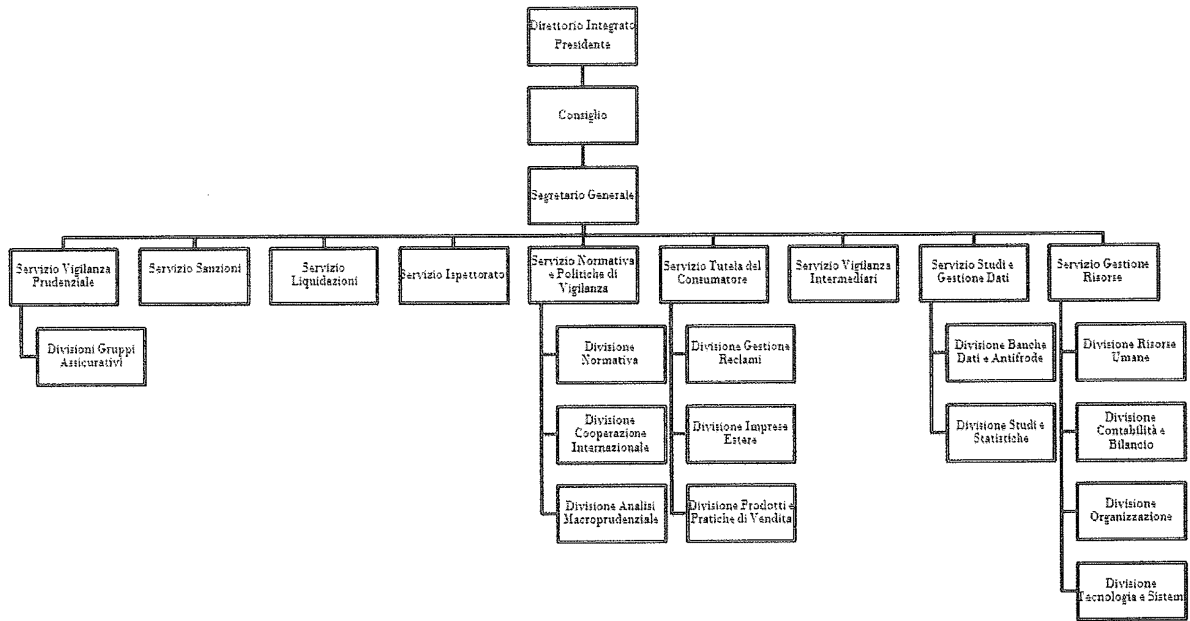 Direttorio Integrato
Presidente
Consiglio
Segretario Generale
Servizio Vigilanza
Prudenziale
Servizio Sanzioni
Servizio
Liquidazioni
Servizio Ispettorato
Servizio Normativa
e Politiche di
Vigilanza
Servizio Tutela del
Consumatore
Servizio Vigilanza
Intermediari
Servizio Studi e
Gestione Dati
Servizio Gestione
Risorse
Divisioni Gruppi
Assicurativi
Divisione
Normativa
Divisione
Cooperazione
Internazionale
Divisione Analisi
Macroprudenziale
Divisione Gestione
Reclami
Divisione Imprese
Estere
Divisione Prodotti e
Pratiche di Vendita
Divisione Banche
Dati e Antifrode
Divisione Studi e
Statistiche
Divisione Risorse
Umane
Divisione
Contabilità e
Bilancio
Divisione
Organizzazione
Divisione
Tecnologia e Sistem